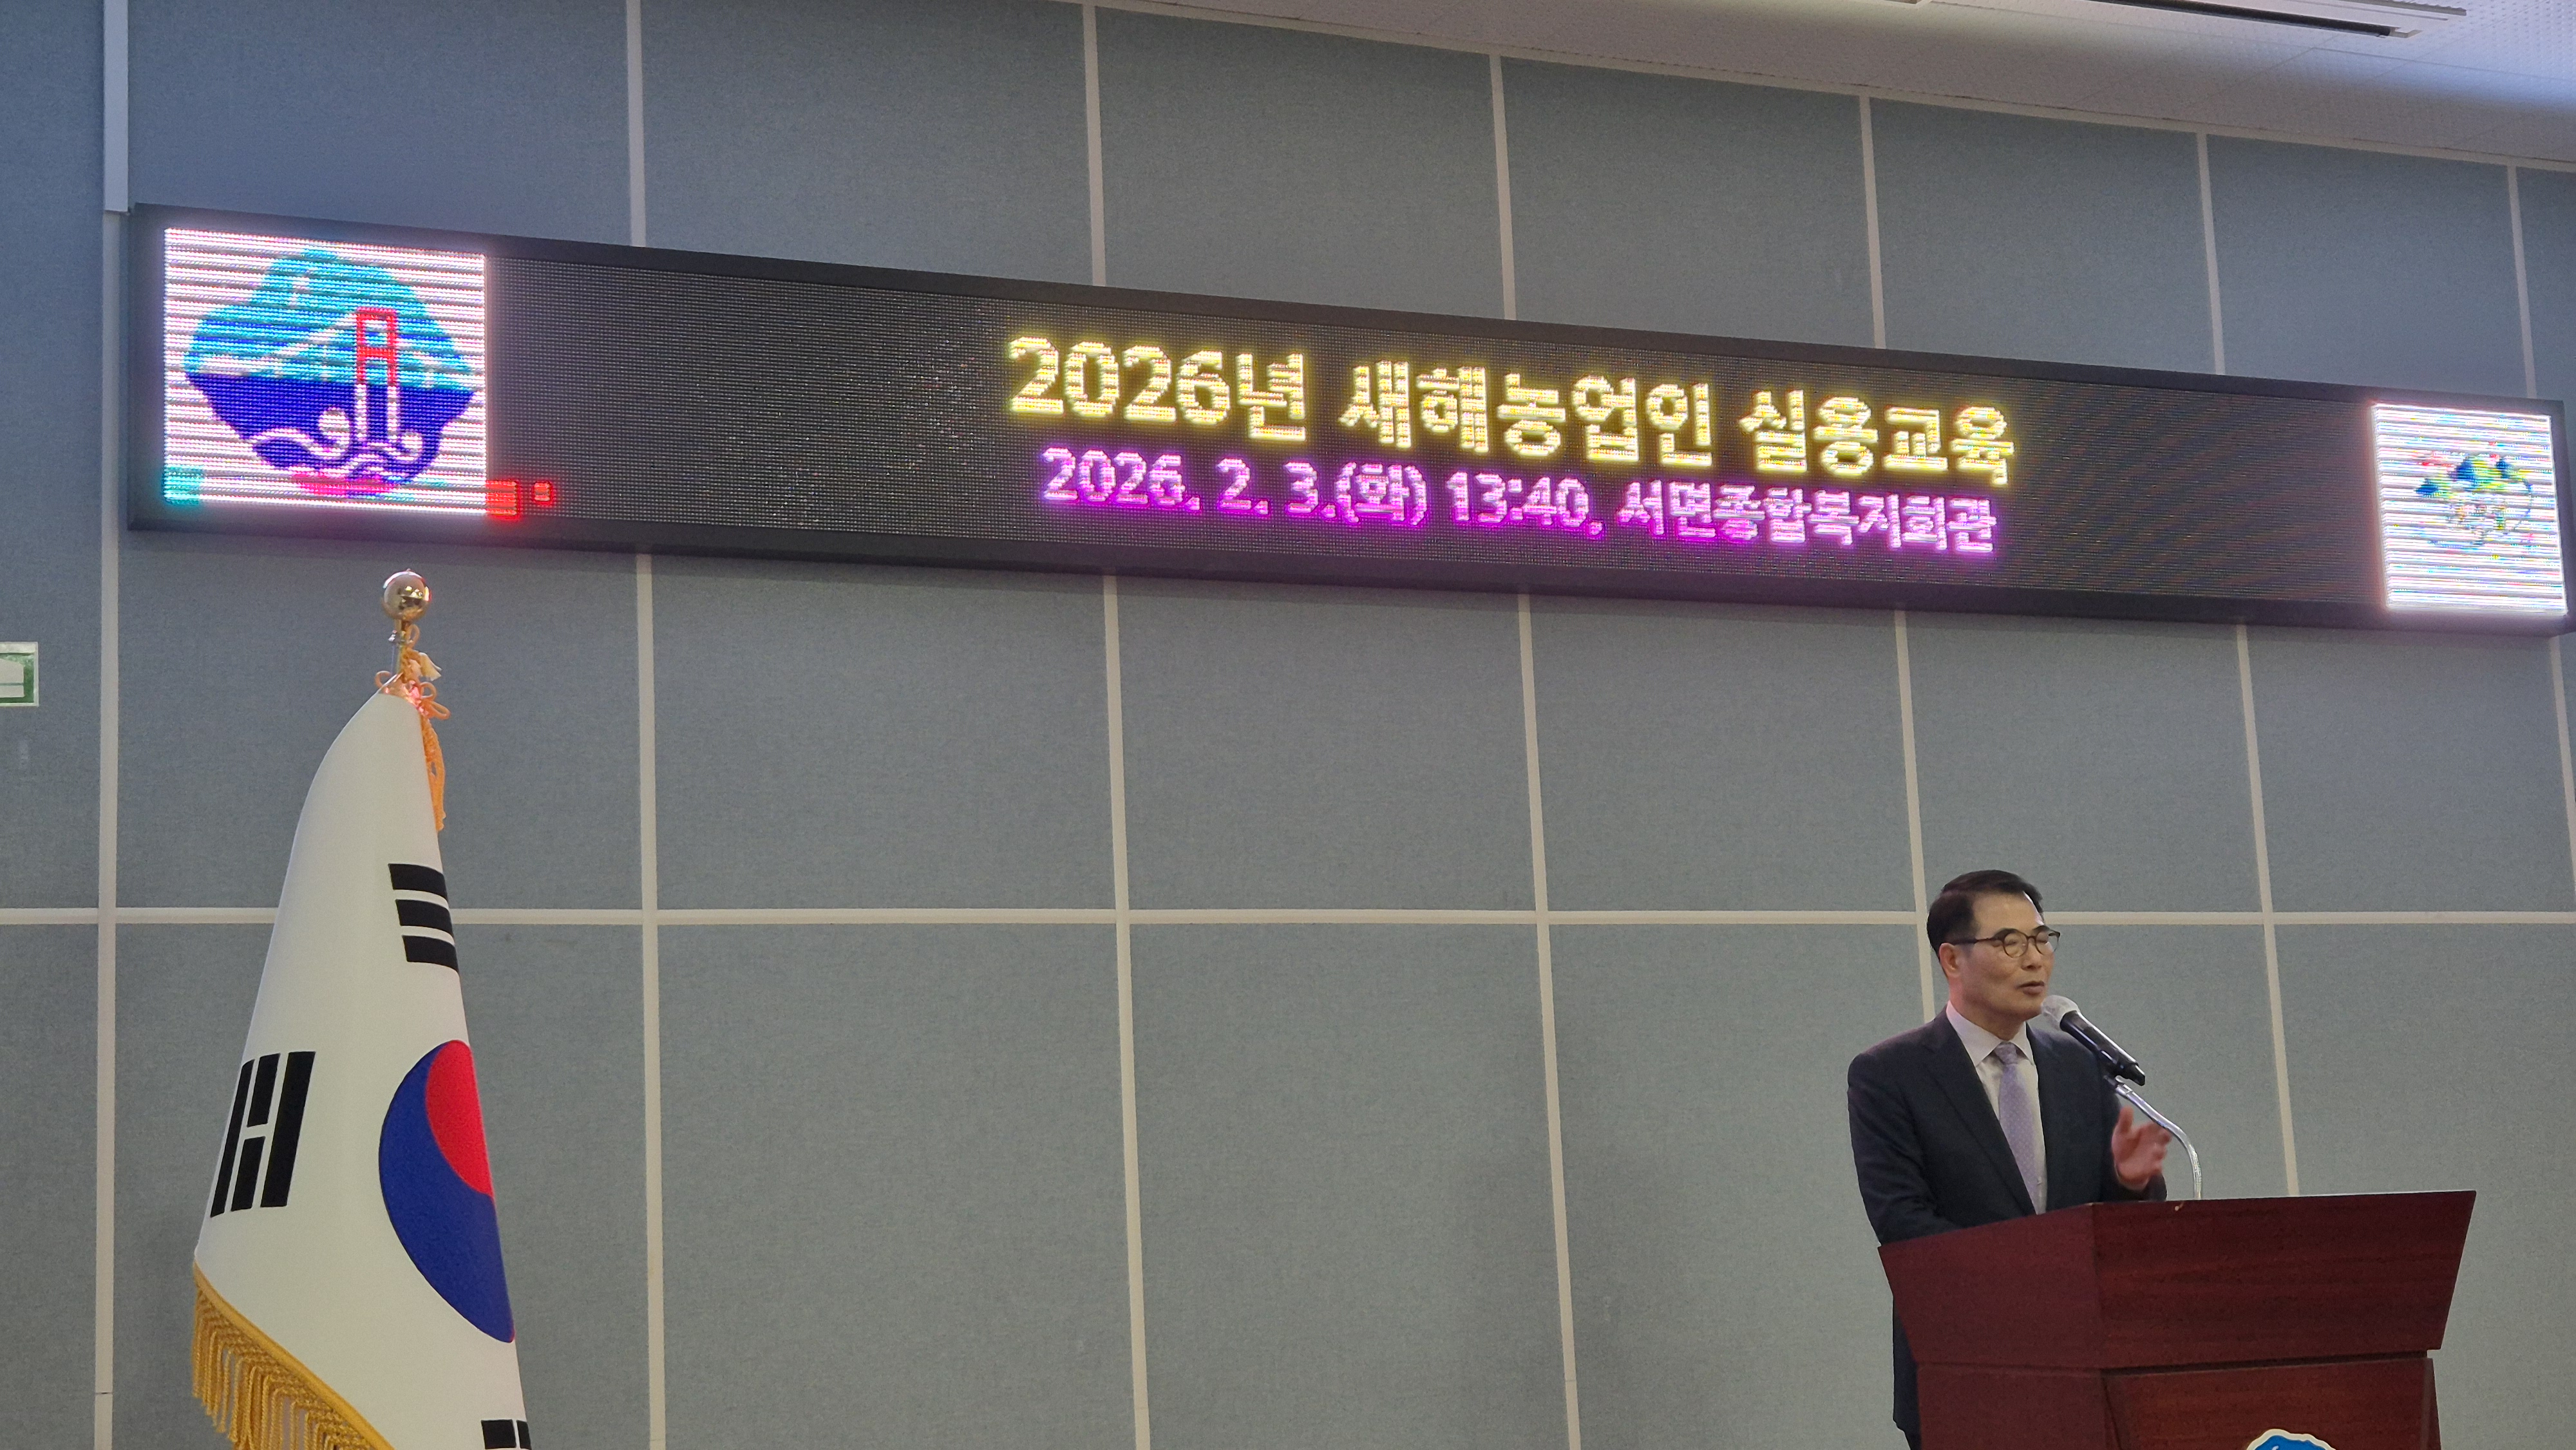 2026년 새해농업인 실용교육
2026. 2. 3.(화) 13:40, 서면종합복지회관